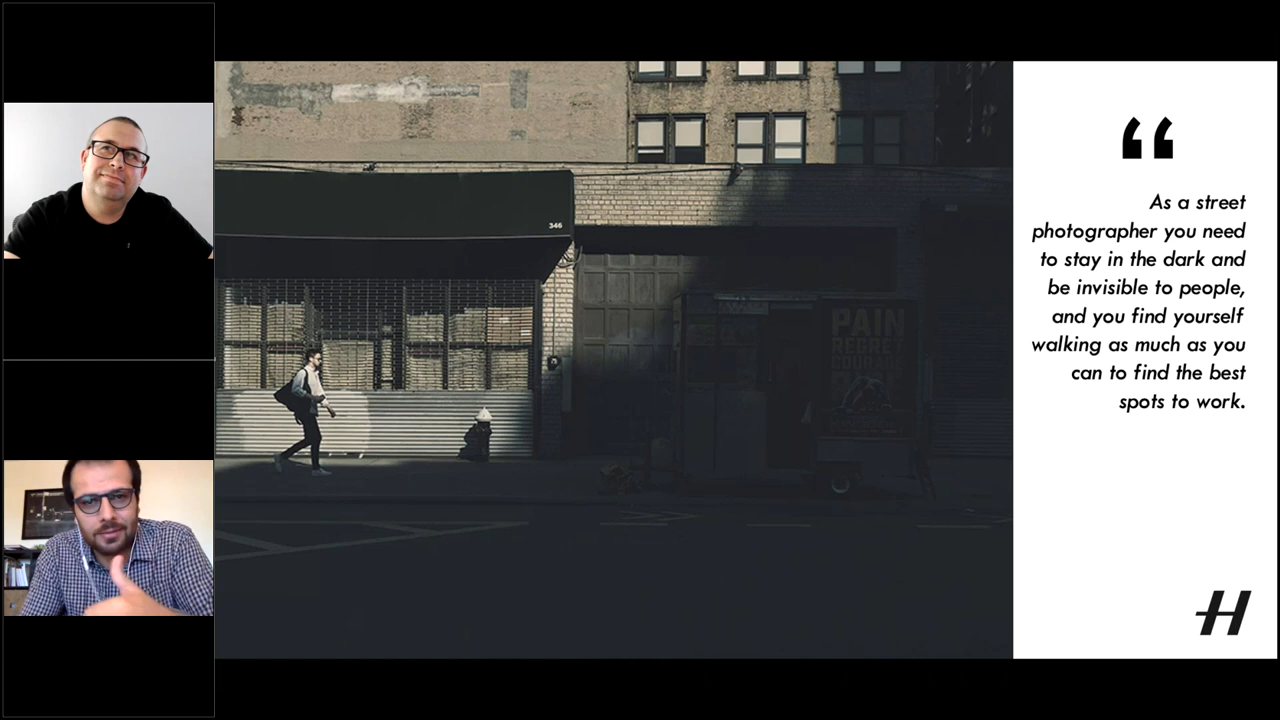 346
PAIN
REGRET
COURAGE
“
As a street
photographer you need
to stay in the dark and
be invisible to people,
and you find yourself
walking as much as you
can to find the best
spots to work.
H